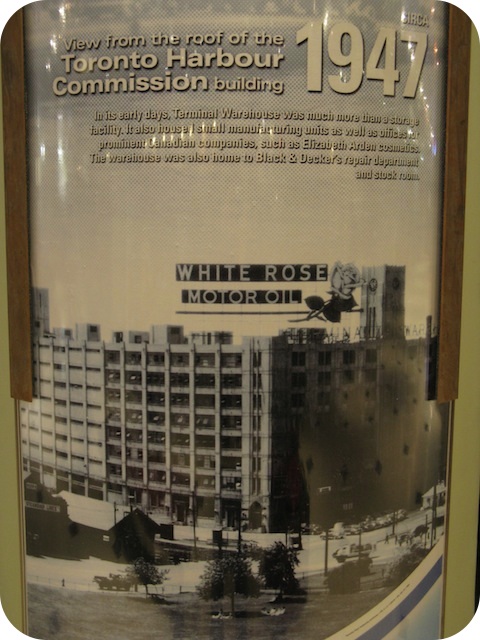 CIRCA
1947
View from the roof of the
Toronto Harbour
Commission building
In its early days, Terminal Warehouse was much more than a storage
facility. It also housed small manufacturing units as well as offices for
prominent Canadian companies, such as Elizabeth Arden cosmetics.
The warehouse was also home to Black & Decker's repair department
and stock room.
WHITE ROSE
MOTOR OIL